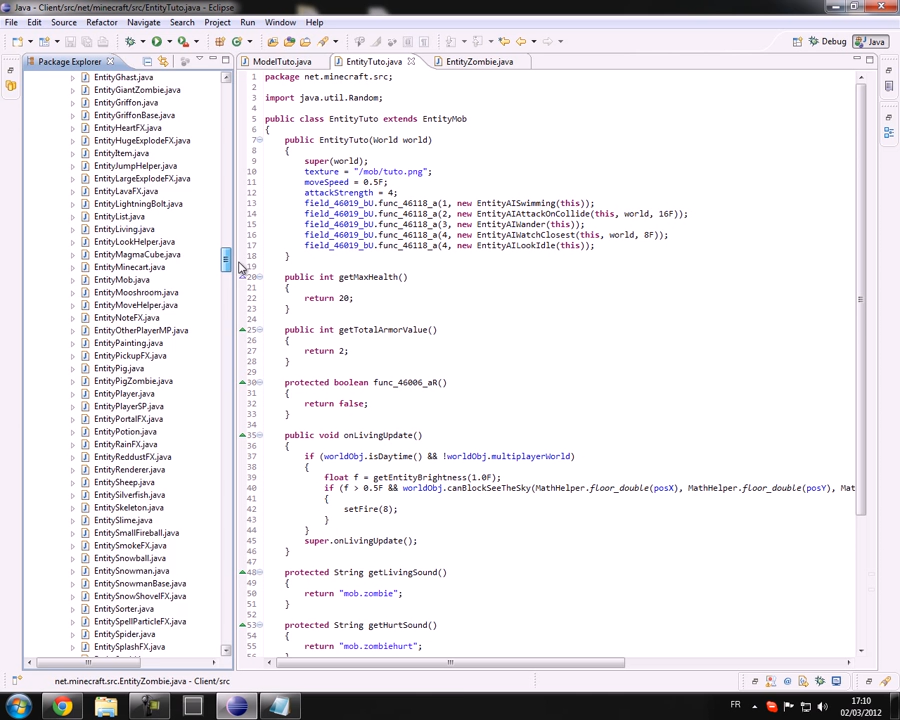 Java - Client/src/net/minecraft/src/EntityTuto.java - Eclipse
File Edit Source Refactor Navigate Search Project Run Window Help
Debug Java
Package Explorer
EntityGhast.java
EntityGiantZombie.java
EntityGriffon.java
EntityGriffonBase.java
EntityHeartFX.java
EntityHugeExplodeFX.java
EntityItem.java
EntityJumpHelper.java
EntityLargeExplodeFX.java
EntityLavaFX.java
EntityLightningBolt.java
EntityList.java
EntityLiving.java
EntityLookHelper.java
EntityMagmaCube.java
EntityMinecart.java
EntityMob.java
EntityMooshroom.java
EntityMoveHelper.java
EntityNoteFX.java
EntityOtherPlayerMP.java
EntityPainting.java
EntityPickupFX.java
EntityPig.java
EntityPigZombie.java
EntityPlayer.java
EntityPlayerSP.java
EntityPortalFX.java
EntityPotion.java
EntityRainFX.java
EntityReddustFX.java
EntityRenderer.java
EntitySheep.java
EntitySilverfish.java
EntitySkeleton.java
EntitySlime.java
EntitySmallFireball.java
EntitySmokeFX.java
EntitySnowball.java
EntitySnowman.java
EntitySnowmanBase.java
EntitySnowShovelFX.java
EntitySorter.java
EntitySpellParticleFX.java
EntitySpider.java
EntitySplashFX.java
ModelTuto.java EntityTuto.java EntityZombie.java
1 package net.minecraft.src;
2
3 import java.util.Random;
4
5 public class EntityTuto extends EntityMob
6 {
7 public EntityTuto(World world)
8 {
9 super(world);
10 texture = "/mob/tuto.png";
11 moveSpeed = 0.5F;
12 attackStrength = 4;
13 field_46019_bU.func_46118_a(1, new EntityAISwimming(this));
14 field_46019_bU.func_46118_a(2, new EntityAIAttackOnCollide(this, world, 16F));
15 field_46019_bU.func_46118_a(3, new EntityAIWander(this));
16 field_46019_bU.func_46118_a(4, new EntityAIWatchClosest(this, world, 8F));
17 field_46019_bU.func_46118_a(4, new EntityAILookIdle(this));
18 }
19
20 public int getMaxHealth()
21 {
22 return 20;
23 }
24
25 public int getTotalArmorValue()
26 {
27 return 2;
28 }
29
30 protected boolean func_46006_aR()
31 {
32 return false;
33 }
34
35 public void onLivingUpdate()
36 {
37 if (worldObj.isDaytime() && !worldObj.multiplayerWorld)
38 {
39 float f = getEntityBrightness(1.0F);
40 if (f > 0.5F && worldObj.canBlockSeeTheSky(MathHelper.floor_double(posX), MathHelper.floor_double(posY), Mat
41 {
42 setFire(8);
43 }
44 }
45 super.onLivingUpdate();
46 }
47
48 protected String getLivingSound()
49 {
50 return "mob.zombie";
51 }
52
53 protected String getHurtSound()
54 {
55 return "mob.zombiehurt";
56 }
net.minecraft.src.EntityZombie.java - Client/src
FR
17:10
02/03/2012